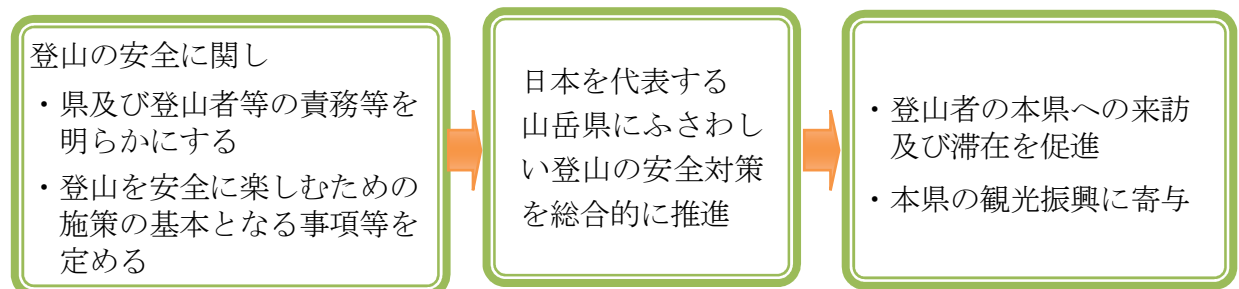 登山の安全に関し
・県及び登山者等の責務等を
明らかにする
・登山を安全に楽しむための
施策の基本となる事項等を
定める
日本を代表する
山岳県にふさわし
い登山の安全対策
を総合的に推進
・登山者の本県への来訪
及び滞在を促進
・本県の観光振興に寄与